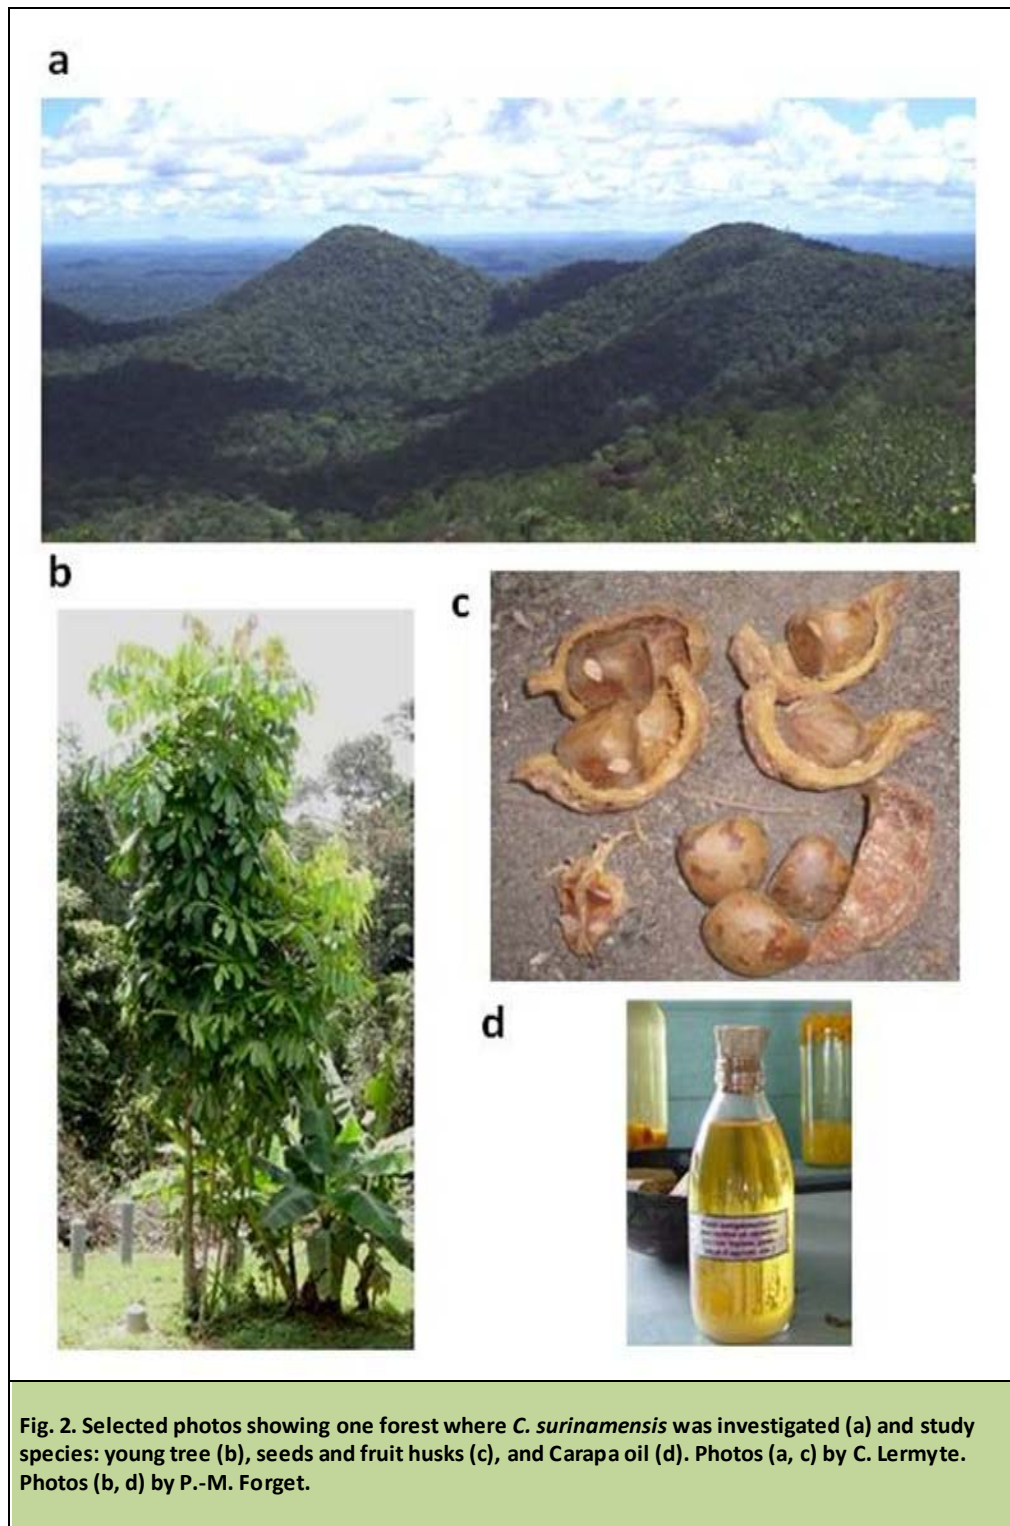 a
b
c
d
Fig. 2. Selected photos showing one forest where C. surinamensis was investigated (a) and study
species: young tree (b), seeds and fruit husks (c), and Carapa oil (d). Photos (a, c) by C. Lermyte.
Photos (b, d) by P.-M. Forget.